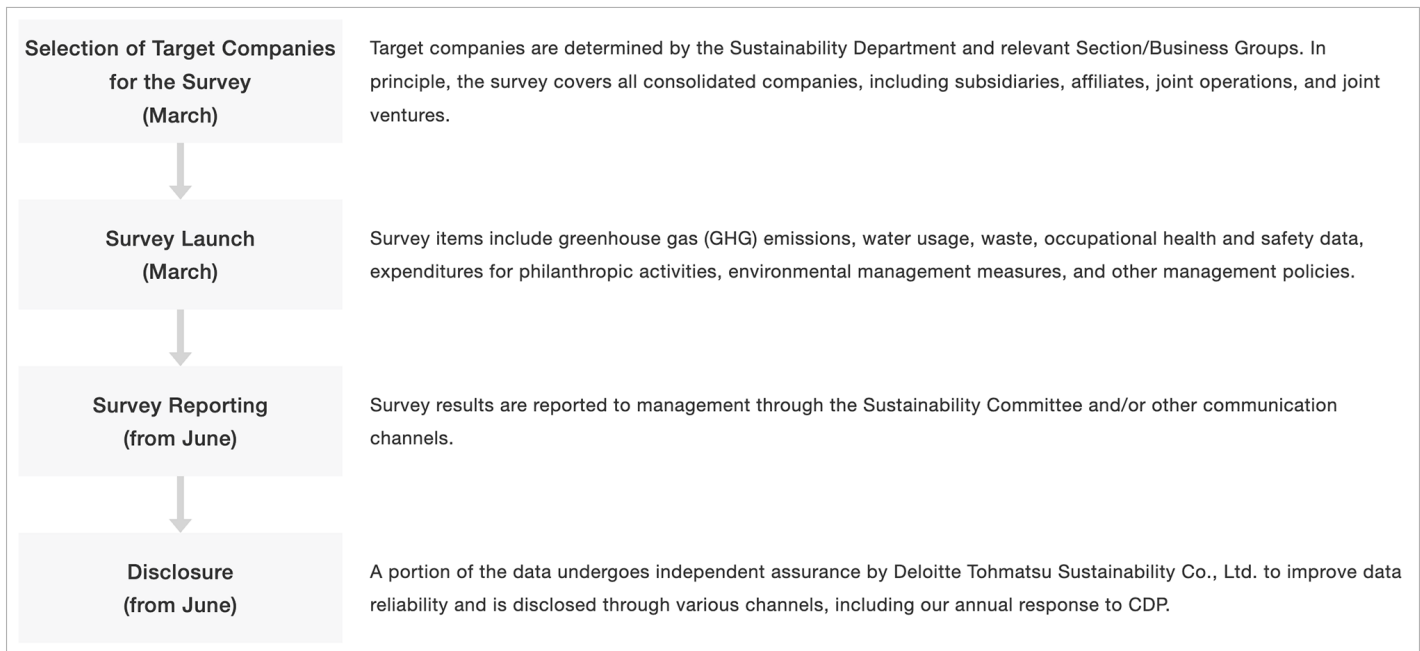 Selection of Target Companies
for the Survey
(March)
Target companies are determined by the Sustainability Department and relevant Section/Business Groups. In
principle, the survey covers all consolidated companies, including subsidiaries, affiliates, joint operations, and joint
ventures.
Survey Launch
(March)
Survey items include greenhouse gas (GHG) emissions, water usage, waste, occupational health and safety data,
expenditures for philanthropic activities, environmental management measures, and other management policies.
Survey Reporting
(from June)
Survey results are reported to management through the Sustainability Committee and/or other communication
channels.
Disclosure
(from June)
A portion of the data undergoes independent assurance by Deloitte Tohmatsu Sustainability Co., Ltd. to improve data
reliability and is disclosed through various channels, including our annual response to CDP.